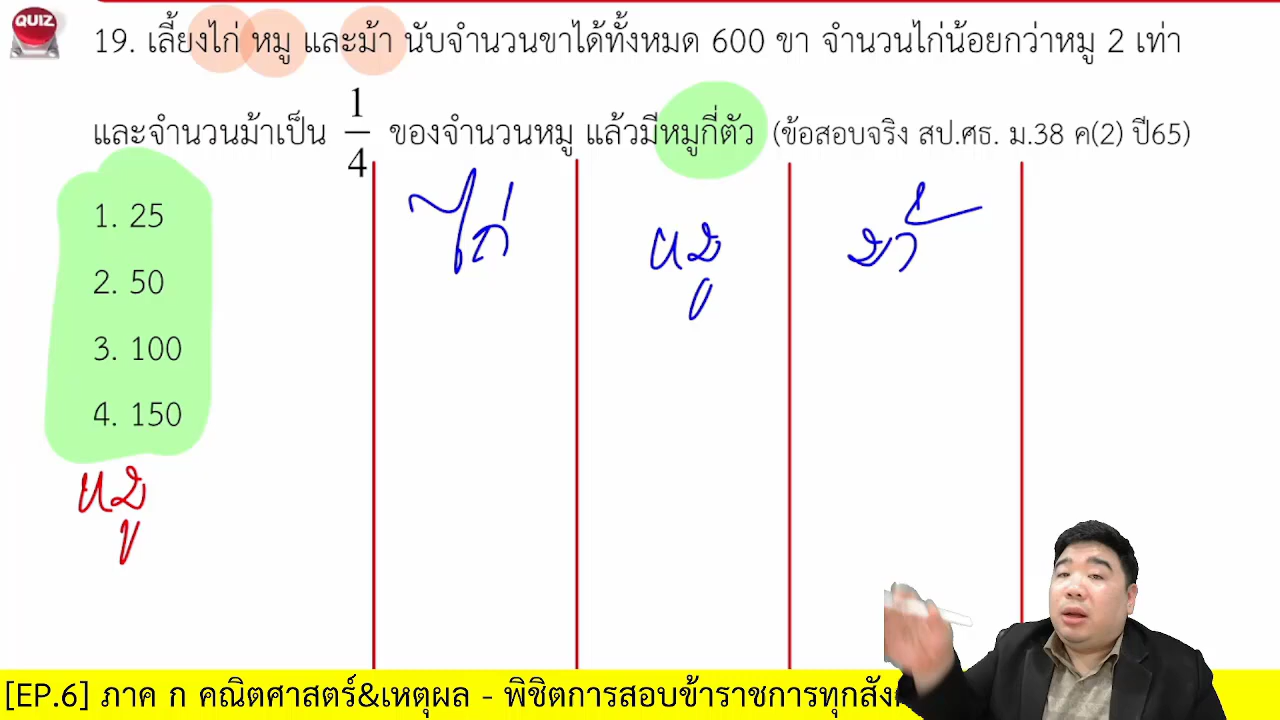 QUIZ
19. เลี้ยงไก่ หมู และม้า นับจำนวนขาได้ทั้งหมด 600 ขา จำนวนไก่น้อยกว่าหมู 2 เท่า
และจำนวนม้าเป็น 1/4 ของจำนวนหมู แล้วมีหมูกี่ตัว (ข้อสอบจริง สป.ศธ. ม.38 ค(2) ปี65)
ไก่ หมู ม้า
1. 25
2. 50
3. 100
4. 150
หมู
[EP.6] ภาค ก คณิตศาสตร์&เหตุผล - พิชิตการสอบข้าราชการทุกสัง